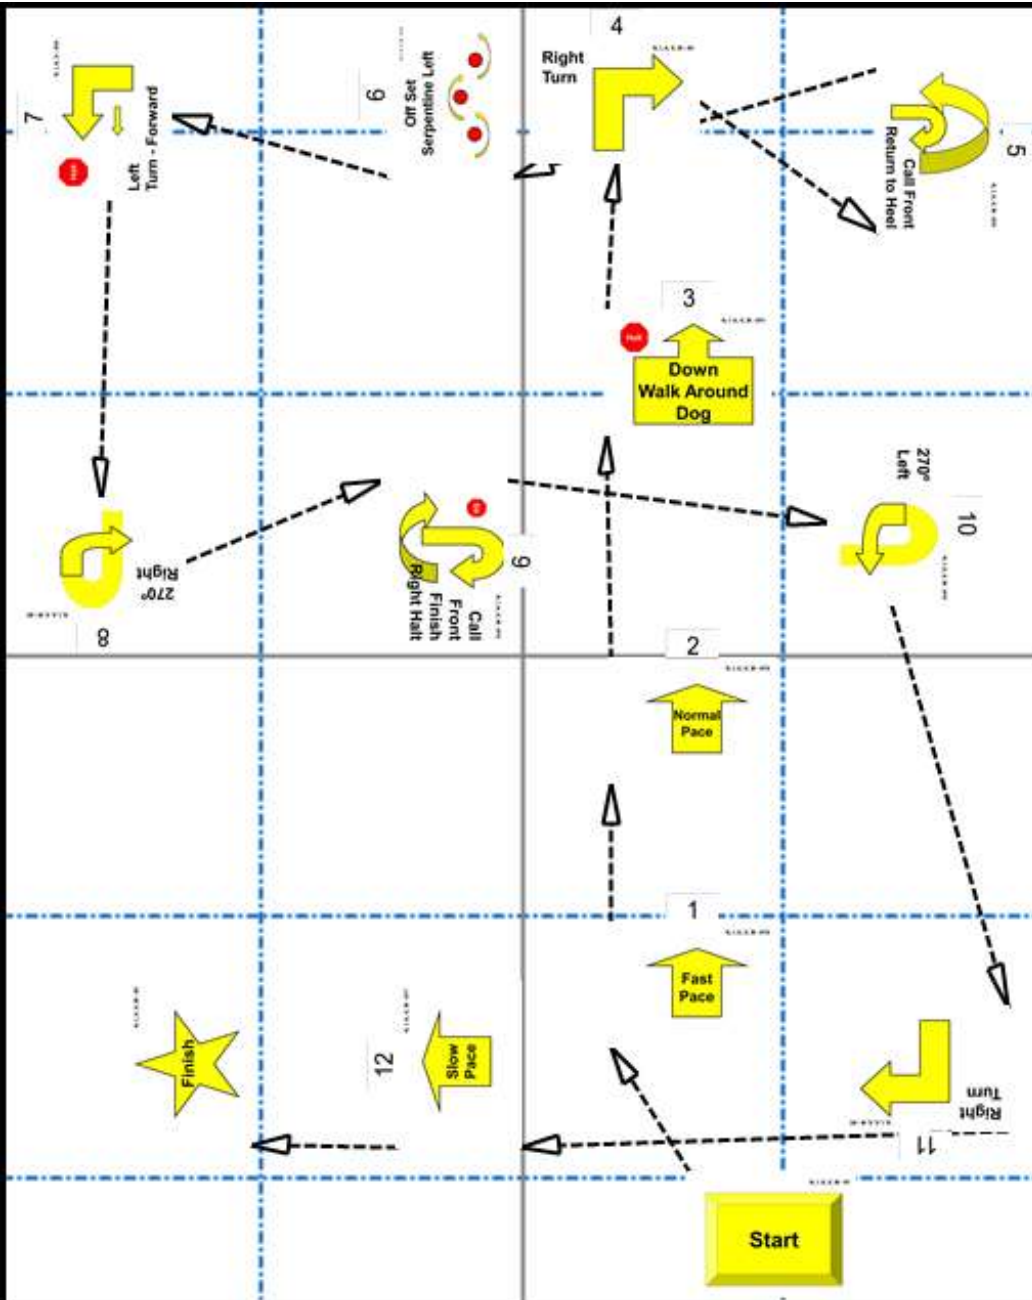 4
Right
Turn
5
Call Front
Return to Heel
6
Off Set
Serpentine Left
7
Left
Turn - Forward
3
Down
Walk Around
Dog
270º
Left
10
9
Call
Front
Finish
Right Halt
270º
Right
8
2
Normal
Pace
1
Fast
Pace
Finish
12
Slow
Pace
Right
Turn
11
Start